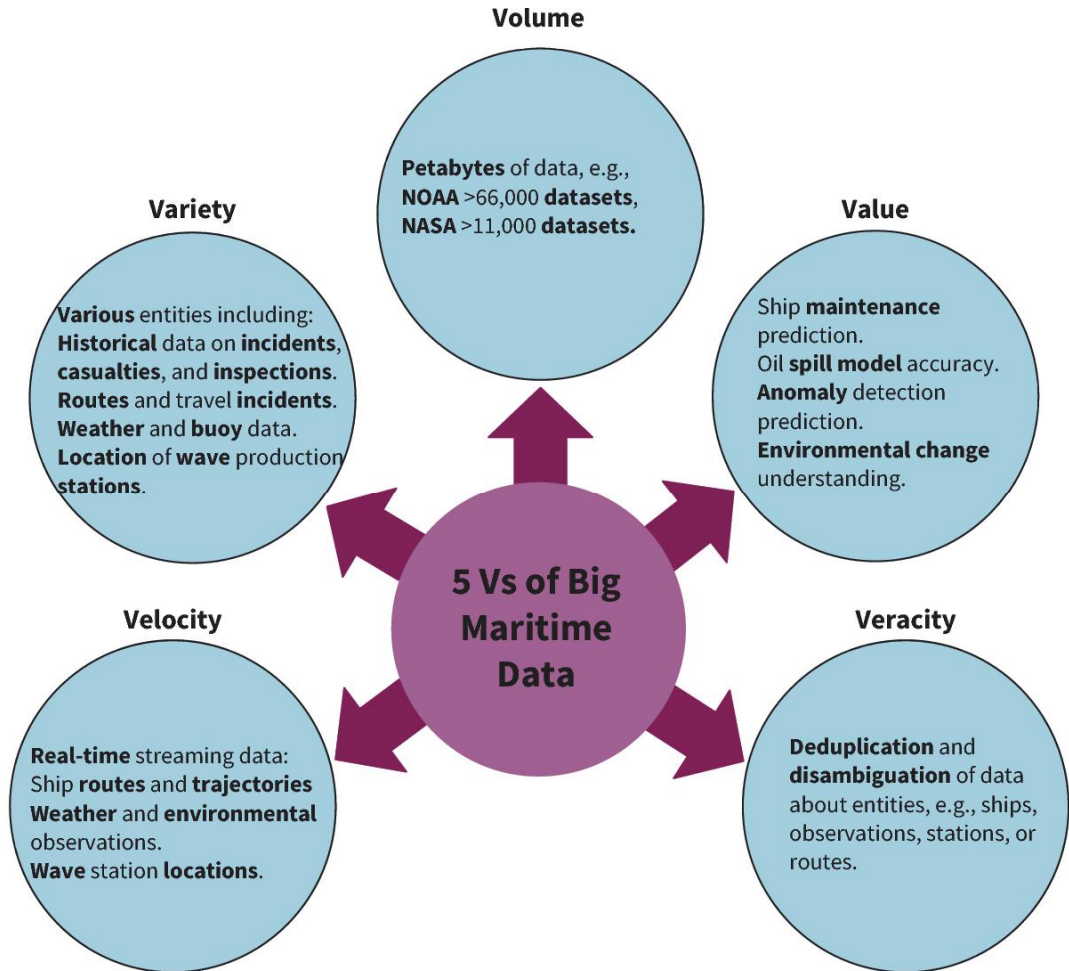 Volume
Petabytes of data, e.g.,
NOAA >66,000 datasets,
NASA >11,000 datasets.
Variety
Various entities including:
Historical data on incidents,
casualties, and inspections.
Routes and travel incidents.
Weather and buoy data.
Location of wave production
stations.
Value
Ship maintenance
prediction.
Oil spill model accuracy.
Anomaly detection
prediction.
Environmental change
understanding.
5 Vs of Big
Maritime
Data
Velocity
Real-time streaming data:
Ship routes and trajectories
Weather and environmental
observations.
Wave station locations.
Veracity
Deduplication and
disambiguation of data
about entities, e.g., ships,
observations, stations, or
routes.